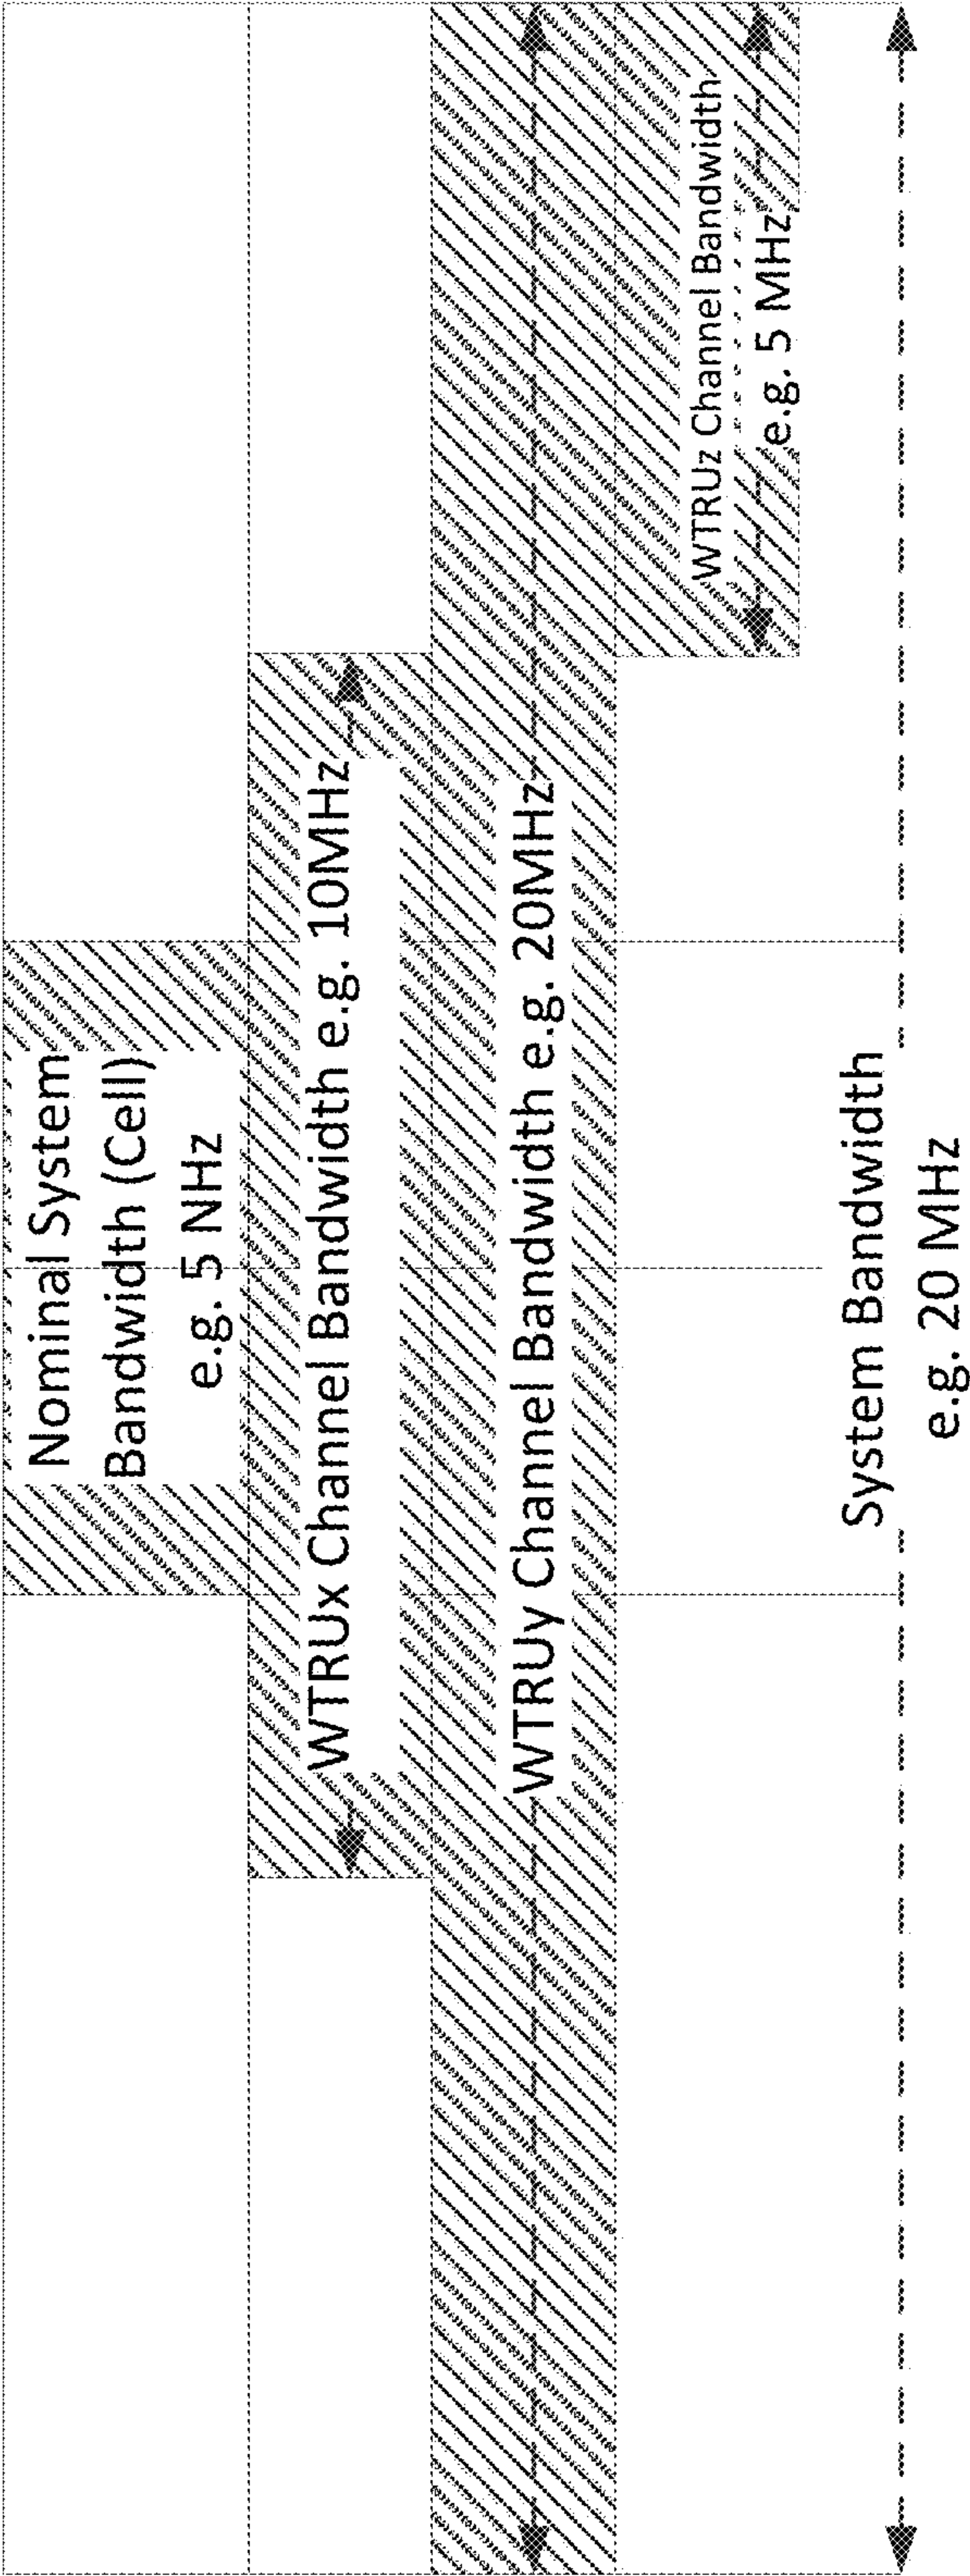 Nominal System
Bandwidth (Cell)
e.g. 5 NHz
WTRUx Channel Bandwidth e.g. 10MHz
WTRUy Channel Bandwidth e.g. 20MHz
WTRUz Channel Bandwidth
e.g. 5 MHz
System Bandwidth
e.g. 20 MHz